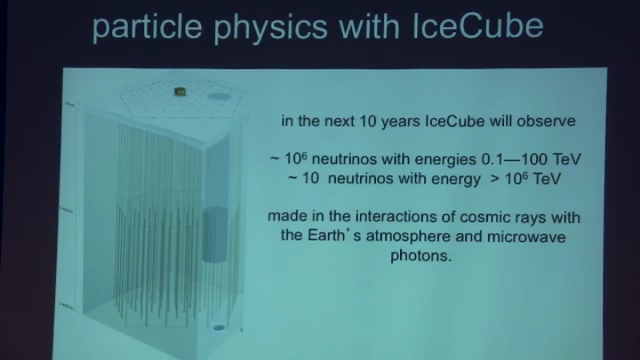 particle physics with IceCube
in the next 10 years IceCube will observe
~ 10⁶ neutrinos with energies 0.1—100 TeV
~ 10 neutrinos with energy > 10⁶ TeV
made in the interactions of cosmic rays with
the Earth's atmosphere and microwave
photons.